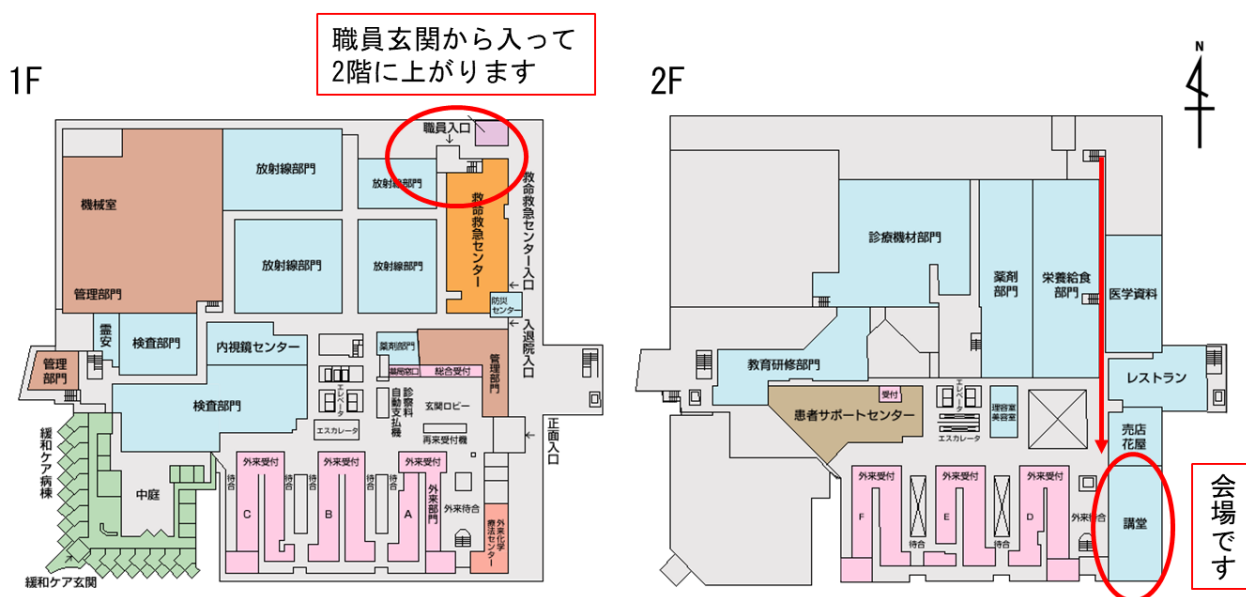 職員玄関から入って
2階に上がります
1F
2F
N
職員入口
放射線部門
放射線部門
機械室
救命救急センター
救命救急センター入口
放射線部門
放射線部門
管理部門
防災
センター
入退院入口
霊安
検査部門
内視鏡センター
薬剤部門
管理部門
管理
部門
薬局窓口
総合受付
検査部門
エレベータ
診察料
自動支払機
玄関ロビー
エスカレータ
再来受付機
正面入口
緩和ケア病棟
中庭
外来受付
外来受付
外来受付
待合
待合
待合
待合
C
B
A
外来部門
外来待合
外来化学
療法センター
緩和ケア玄関
診療機材部門
薬剤
部門
栄養給食
部門
医学資料
教育研修部門
レストラン
患者サポートセンター
受付
エレベータ
エスカレータ
理容室
美容室
売店
花屋
外来受付
外来受付
外来受付
F
E
D
待合
待合
外来待合
講堂
会場です